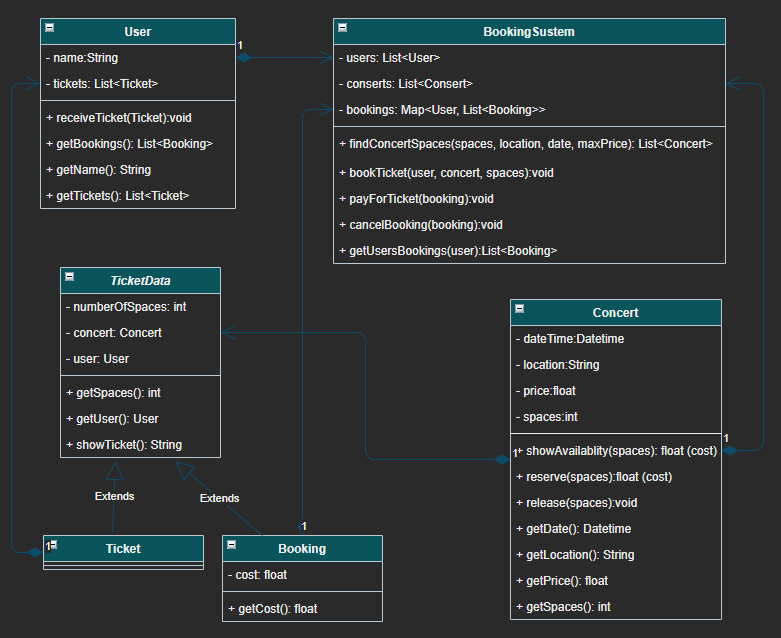 User
- name:String
- tickets: List<Ticket>
+ receiveTicket(Ticket):void
+ getBookings(): List<Booking>
+ getName(): String
+ getTickets(): List<Ticket>
1
BookingSustem
- users: List<User>
- conserts: List<Consert>
- bookings: Map<User, List<Booking>>
+ findConcertSpaces(spaces, location, date, maxPrice): List<Concert>
+ bookTicket(user, concert, spaces):void
+ payForTicket(booking):void
+ cancelBooking(booking):void
+ getUsersBookings(user):List<Booking>
TicketData
- numberOfSpaces: int
- concert: Concert
- user: User
+ getSpaces(): int
+ getUser(): User
+ showTicket(): String
Concert
- dateTime:Datetime
- location:String
- price:float
- spaces:int
1
1
+ showAvailablity(spaces): float (cost)
+ reserve(spaces):float (cost)
+ release(spaces):void
+ getDate(): Datetime
+ getLocation(): String
+ getPrice(): float
+ getSpaces(): int
Extends
Extends
1
Ticket
1
Booking
- cost: float
+ getCost(): float